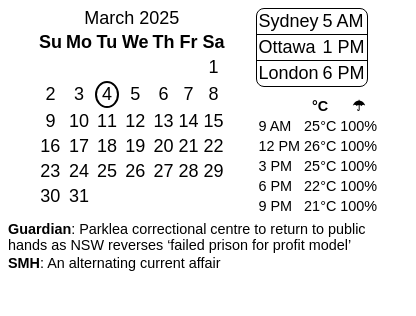 March 2025
Su Mo Tu We Th Fr Sa
1
2 3 4 5 6 7 8
9 10 11 12 13 14 15
16 17 18 19 20 21 22
23 24 25 26 27 28 29
30 31
Sydney 5 AM
Ottawa 1 PM
London 6 PM
°C ☂
9 AM 25°C 100%
12 PM 26°C 100%
3 PM 25°C 100%
6 PM 22°C 100%
9 PM 21°C 100%
Guardian: Parklea correctional centre to return to public
hands as NSW reverses ‘failed prison for profit model’
SMH: An alternating current affair